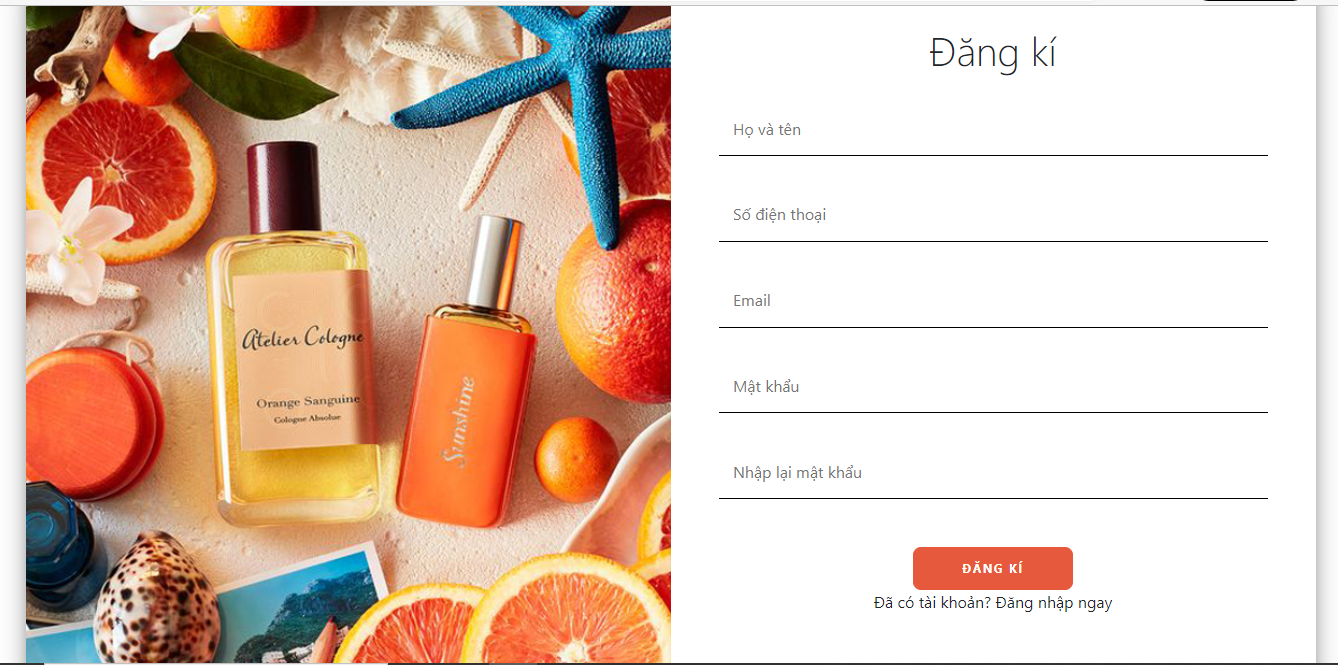 Atelier Cologne
Orange Sanguine
Cologne Absolue
Sunshine
Đăng kí
Họ và tên
Số điện thoại
Email
Mật khẩu
Nhập lại mật khẩu
ĐĂNG KÍ
Đã có tài khoản? Đăng nhập ngay